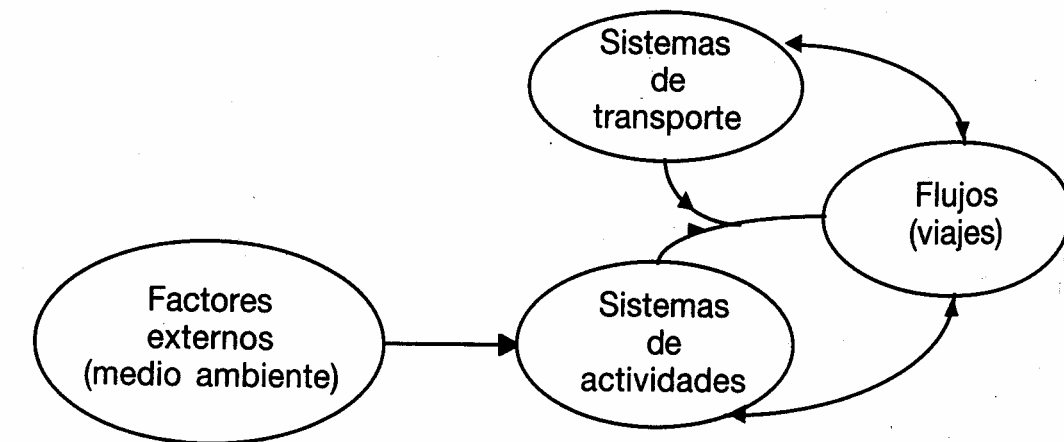 Sistemas
de
transporte
Flujos
(viajes)
Factores
externos
(medio ambiente)
Sistemas
de
actividades